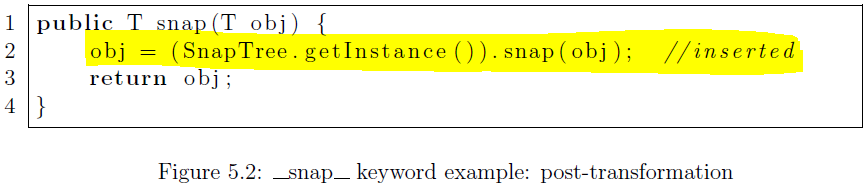 1 public T snap(T obj) {
2 obj = (SnapTree.getInstance()).snap(obj); //inserted
3 return obj;
4 }
Figure 5.2: _snap_ keyword example: post-transformation